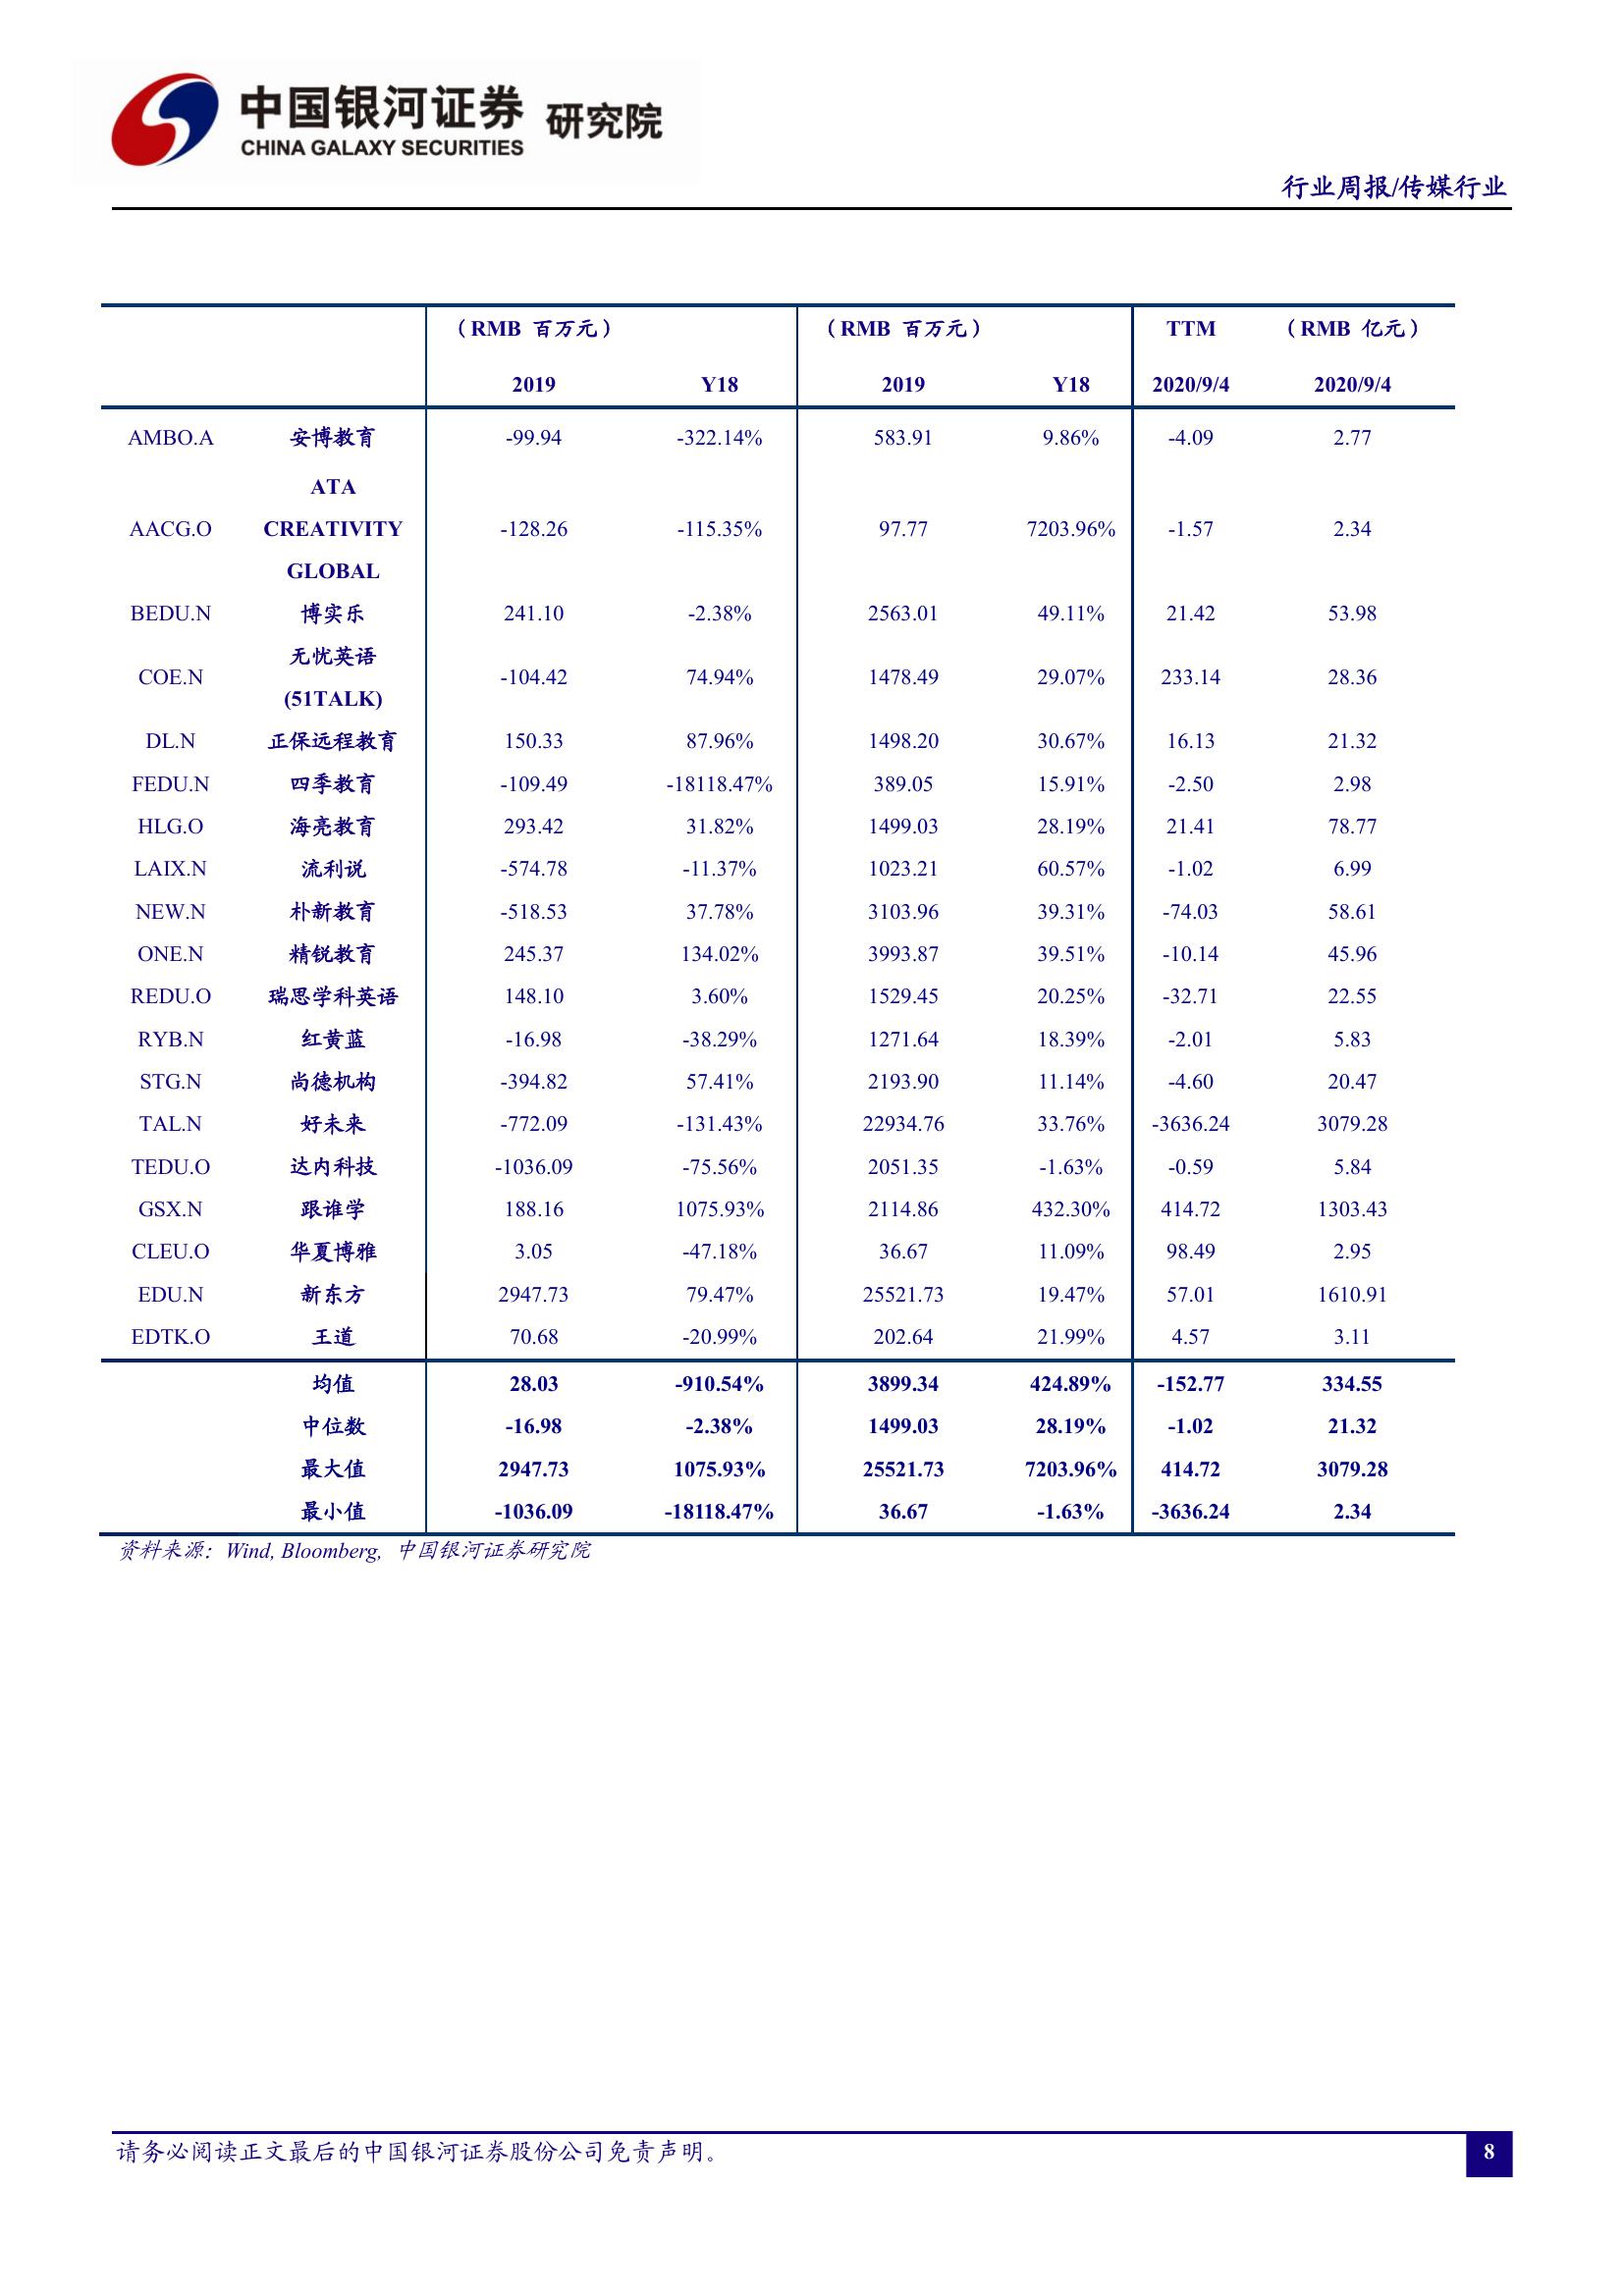 中国银河证券 研究院
CHINA GALAXY SECURITIES
行业周报/传媒行业
（RMB 百万元） （RMB 百万元） TTM （RMB 亿元）
2019 Y18 2019 Y18 2020/9/4 2020/9/4
AMBO.A 安博教育 -99.94 -322.14% 583.91 9.86% -4.09 2.77
ATA
AACG.O CREATIVITY -128.26 -115.35% 97.77 7203.96% -1.57 2.34
GLOBAL
BEDU.N 博实乐 241.10 -2.38% 2563.01 49.11% 21.42 53.98
无忧英语
COE.N -104.42 74.94% 1478.49 29.07% 233.14 28.36
(51TALK)
DL.N 正保远程教育 150.33 87.96% 1498.20 30.67% 16.13 21.32
FEDU.N 四季教育 -109.49 -18118.47% 389.05 15.91% -2.50 2.98
HLG.O 海亮教育 293.42 31.82% 1499.03 28.19% 21.41 78.77
LAIX.N 流利说 -574.78 -11.37% 1023.21 60.57% -1.02 6.99
NEW.N 朴新教育 -518.53 37.78% 3103.96 39.31% -74.03 58.61
ONE.N 精锐教育 245.37 134.02% 3993.87 39.51% -10.14 45.96
REDU.O 瑞思学科英语 148.10 3.60% 1529.45 20.25% -32.71 22.55
RYB.N 红黄蓝 -16.98 -38.29% 1271.64 18.39% -2.01 5.83
STG.N 尚德机构 -394.82 57.41% 2193.90 11.14% -4.60 20.47
TAL.N 好未来 -772.09 -131.43% 22934.76 33.76% -3636.24 3079.28
TEDU.O 达内科技 -1036.09 -75.56% 2051.35 -1.63% -0.59 5.84
GSX.N 跟谁学 188.16 1075.93% 2114.86 432.30% 414.72 1303.43
CLEU.O 华夏博雅 3.05 -47.18% 36.67 11.09% 98.49 2.95
EDU.N 新东方 2947.73 79.47% 25521.73 19.47% 57.01 1610.91
EDTK.O 王道 70.68 -20.99% 202.64 21.99% 4.57 3.11
均值 28.03 -910.54% 3899.34 424.89% -152.77 334.55
中位数 -16.98 -2.38% 1499.03 28.19% -1.02 21.32
最大值 2947.73 1075.93% 25521.73 7203.96% 414.72 3079.28
最小值 -1036.09 -18118.47% 36.67 -1.63% -3636.24 2.34
资料来源：Wind, Bloomberg, 中国银河证券研究院
请务必阅读正文最后的中国银河证券股份公司免责声明。 8